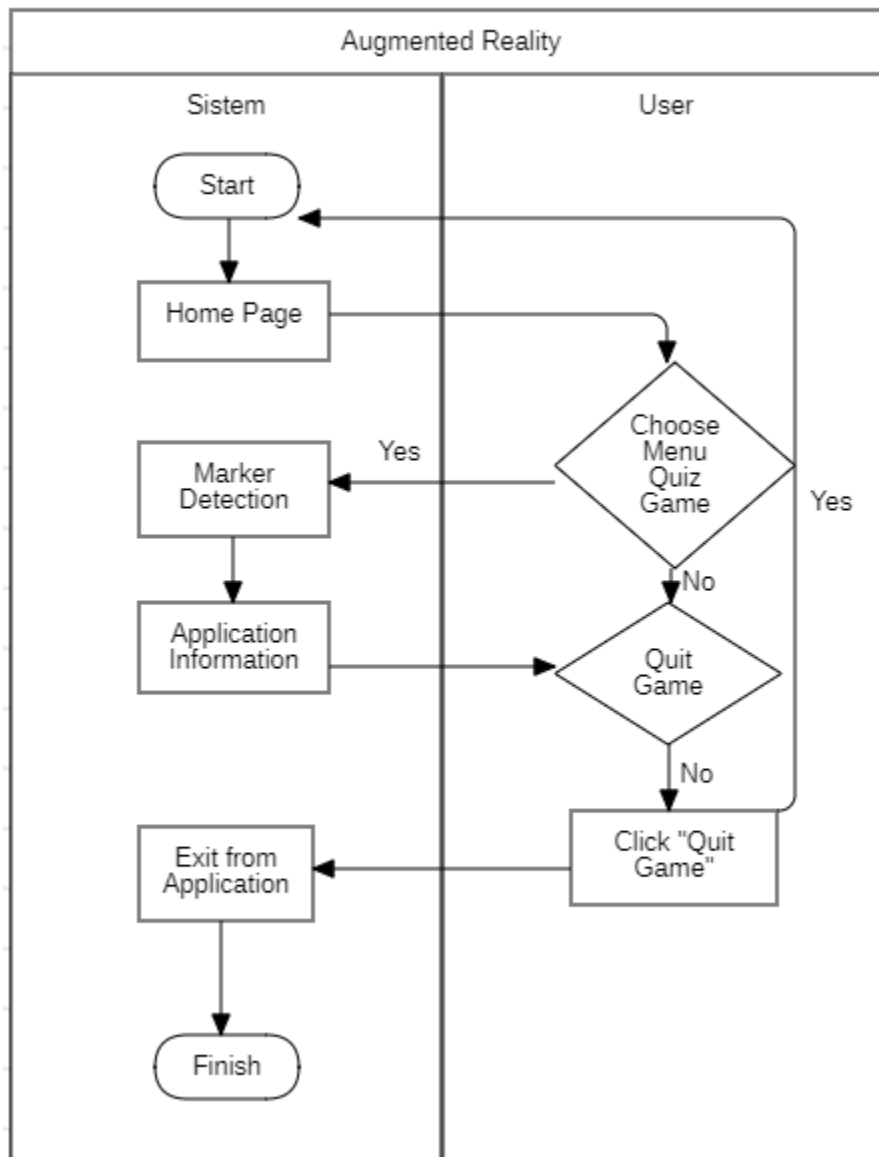 Augmented Reality
Sistem
User
Start
Home Page
Choose
Menu
Quiz
Game
Yes
Marker
Detection
Yes
No
Application
Information
Quit
Game
No
Click "Quit
Game"
Exit from
Application
Finish